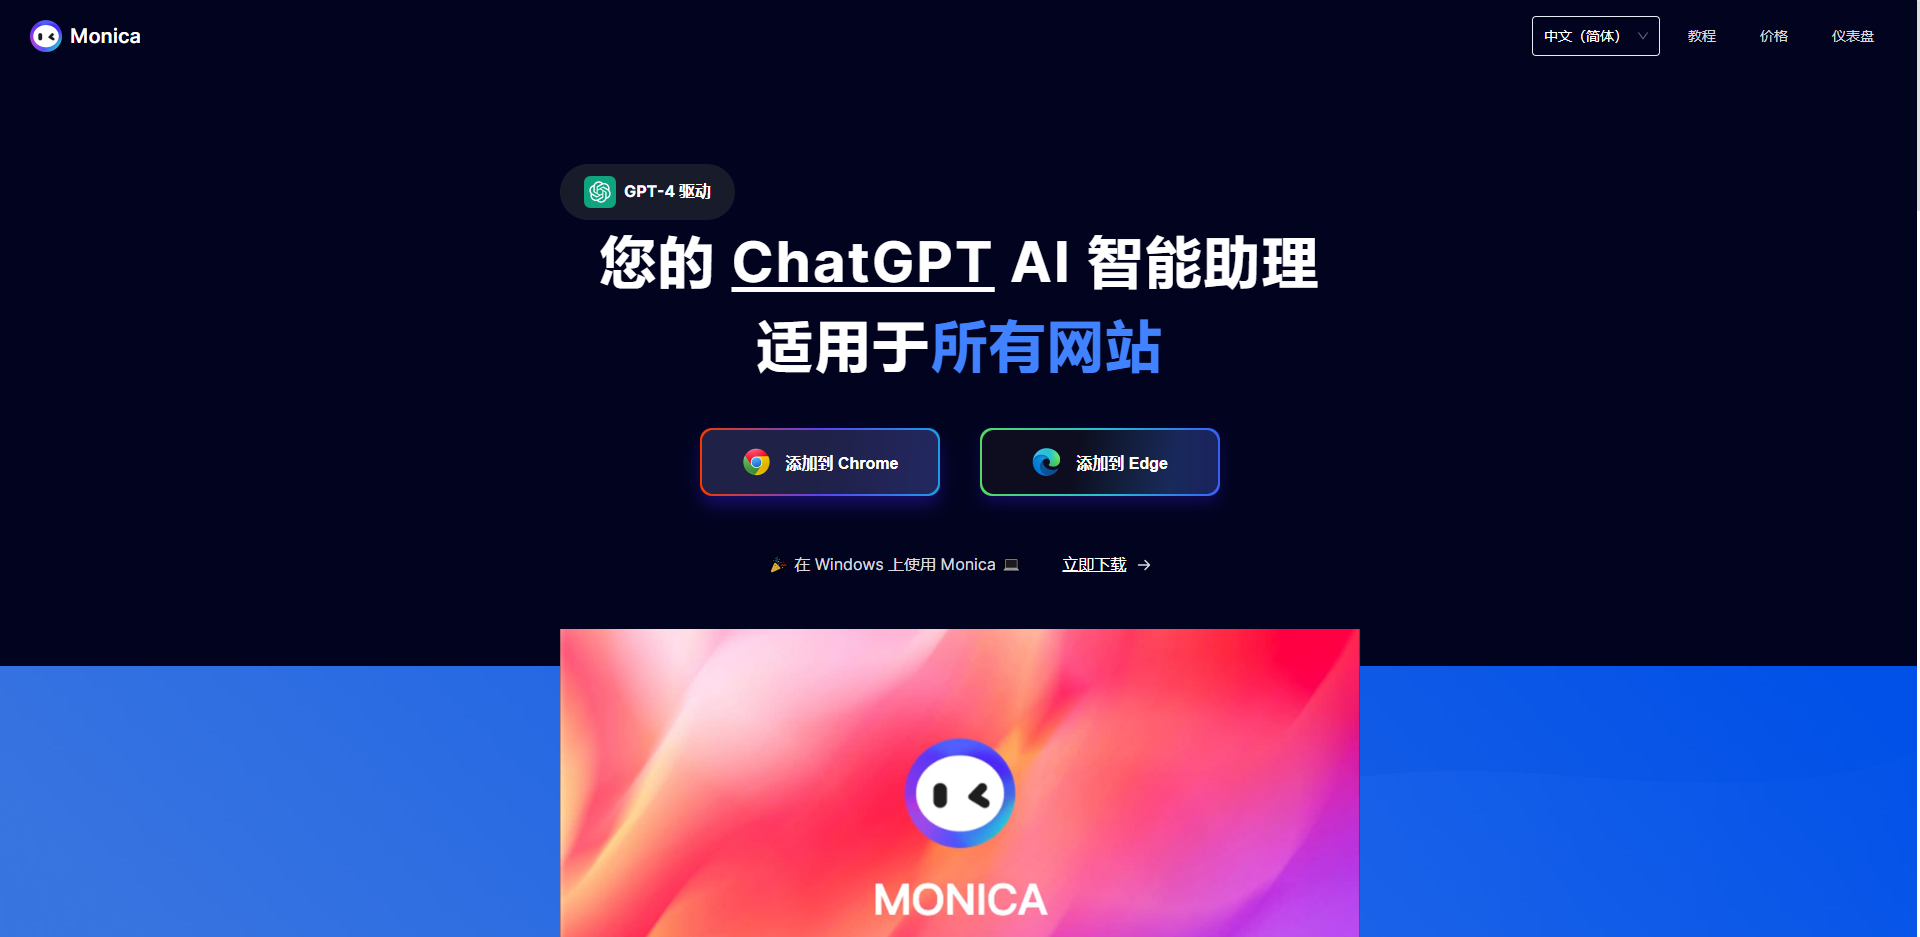 Monica
中文（简体）
教程
价格
仪表盘
GPT-4 驱动
您的 ChatGPT AI 智能助理
适用于所有网站
添加到 Chrome
添加到 Edge
🎉 在 Windows 上使用 Monica 💻 立即下载 →
MONICA